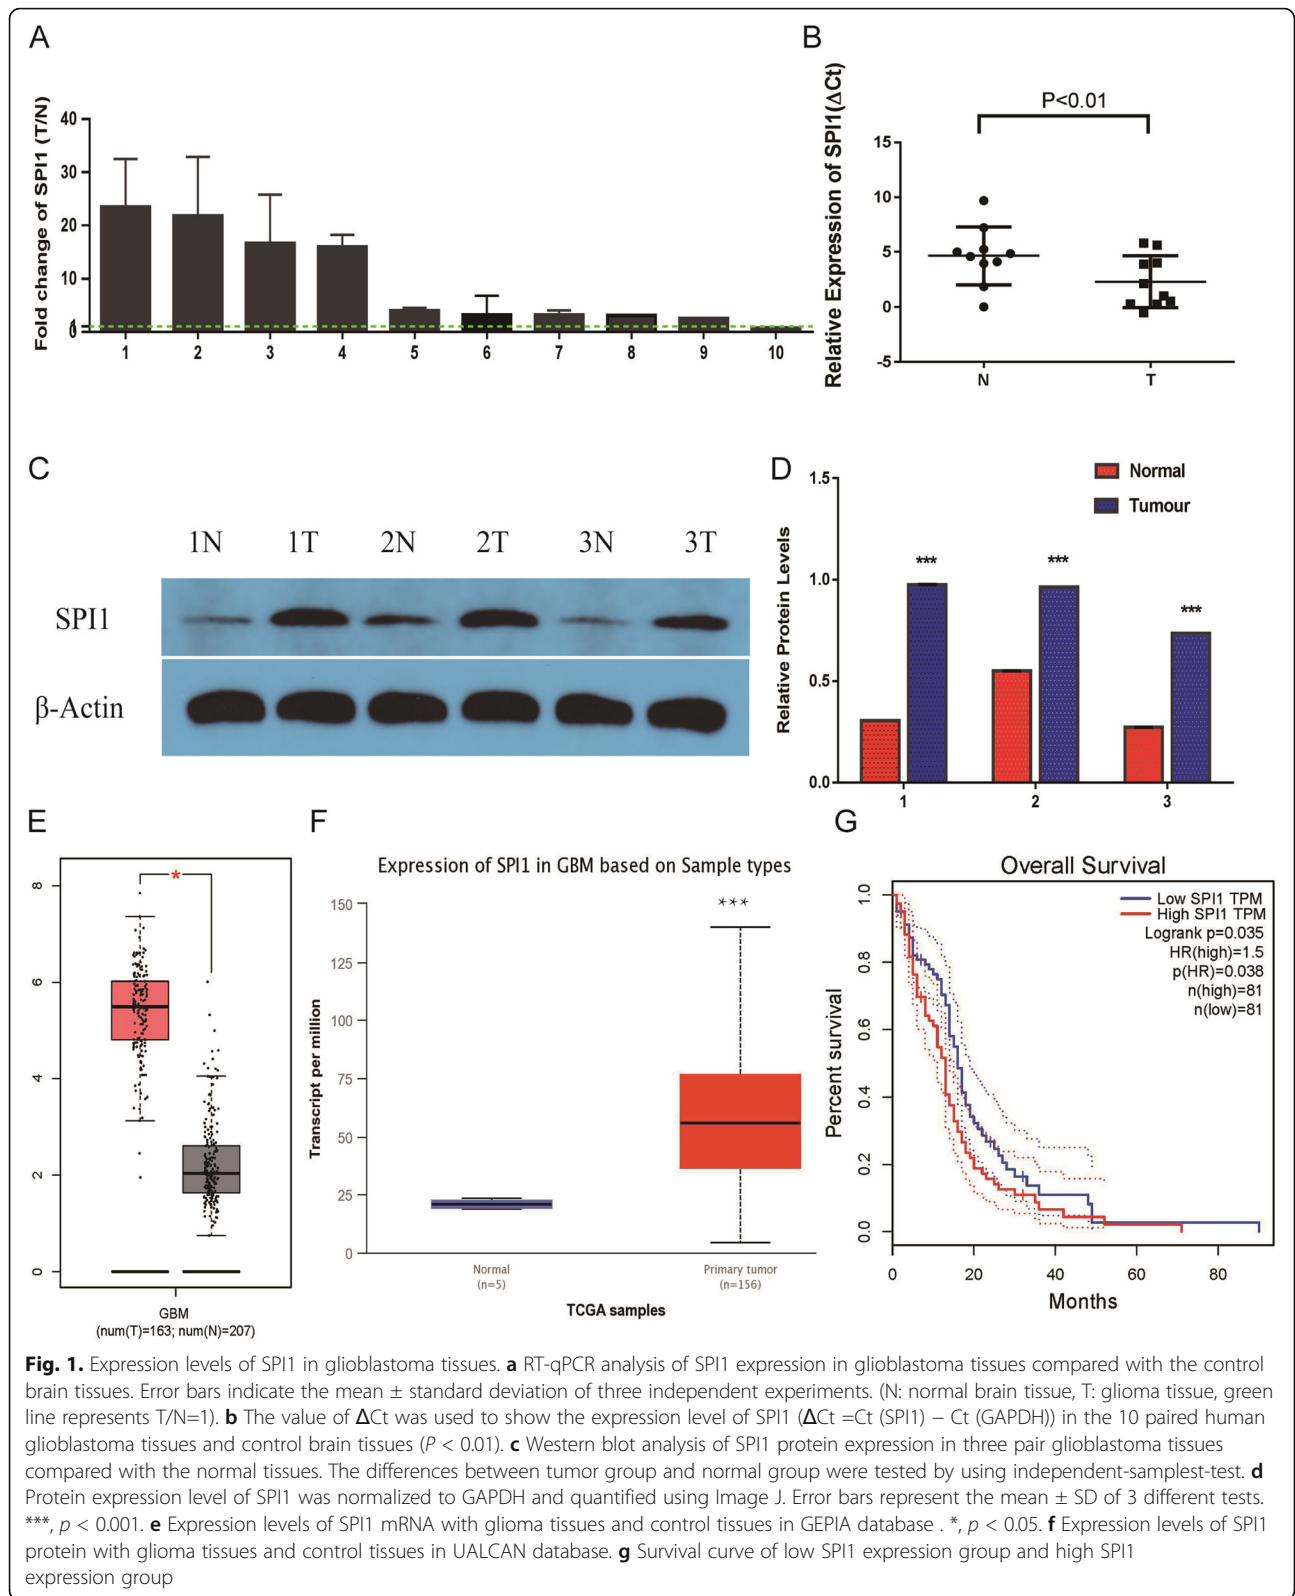 A
Fold change of SPI1 (T/N)
40
30
20
10
1
0
1 2 3 4 5 6 7 8 9 10
B
P<0.01
Relative Expression of SPI1(ΔCt)
15
10
5
0
-5
N T
C
1N 1T 2N 2T 3N 3T
SPI1
β-Actin
D
Normal
Tumour
Relative Protein Levels
1.5
1.0
0.5
0.0
*** *** ***
1 2 3
E
8
6
4
2
0
*
GBM
(num(T)=163; num(N)=207)
F
Expression of SPI1 in GBM based on Sample types
Transcript per million
150
125
100
75
50
25
0
***
Normal
(n=5)
Primary tumor
(n=156)
TCGA samples
G
Overall Survival
Low SPI1 TPM
High SPI1 TPM
Logrank p=0.035
HR(high)=1.5
p(HR)=0.038
n(high)=81
n(low)=81
Percent survival
1.0
0.8
0.6
0.4
0.2
0.0
0 20 40 60 80
Months
Fig. 1. Expression levels of SPI1 in glioblastoma tissues. a RT-qPCR analysis of SPI1 expression in glioblastoma tissues compared with the control
brain tissues. Error bars indicate the mean ± standard deviation of three independent experiments. (N: normal brain tissue, T: glioma tissue, green
line represents T/N=1). b The value of ΔCt was used to show the expression level of SPI1 (ΔCt =Ct (SPI1) − Ct (GAPDH)) in the 10 paired human
glioblastoma tissues and control brain tissues (P < 0.01). c Western blot analysis of SPI1 protein expression in three pair glioblastoma tissues
compared with the normal tissues. The differences between tumor group and normal group were tested by using independent-samplest-test. d
Protein expression level of SPI1 was normalized to GAPDH and quantified using Image J. Error bars represent the mean ± SD of 3 different tests.
***, p < 0.001. e Expression levels of SPI1 mRNA with glioma tissues and control tissues in GEPIA database . *, p < 0.05. f Expression levels of SPI1
protein with glioma tissues and control tissues in UALCAN database. g Survival curve of low SPI1 expression group and high SPI1
expression group